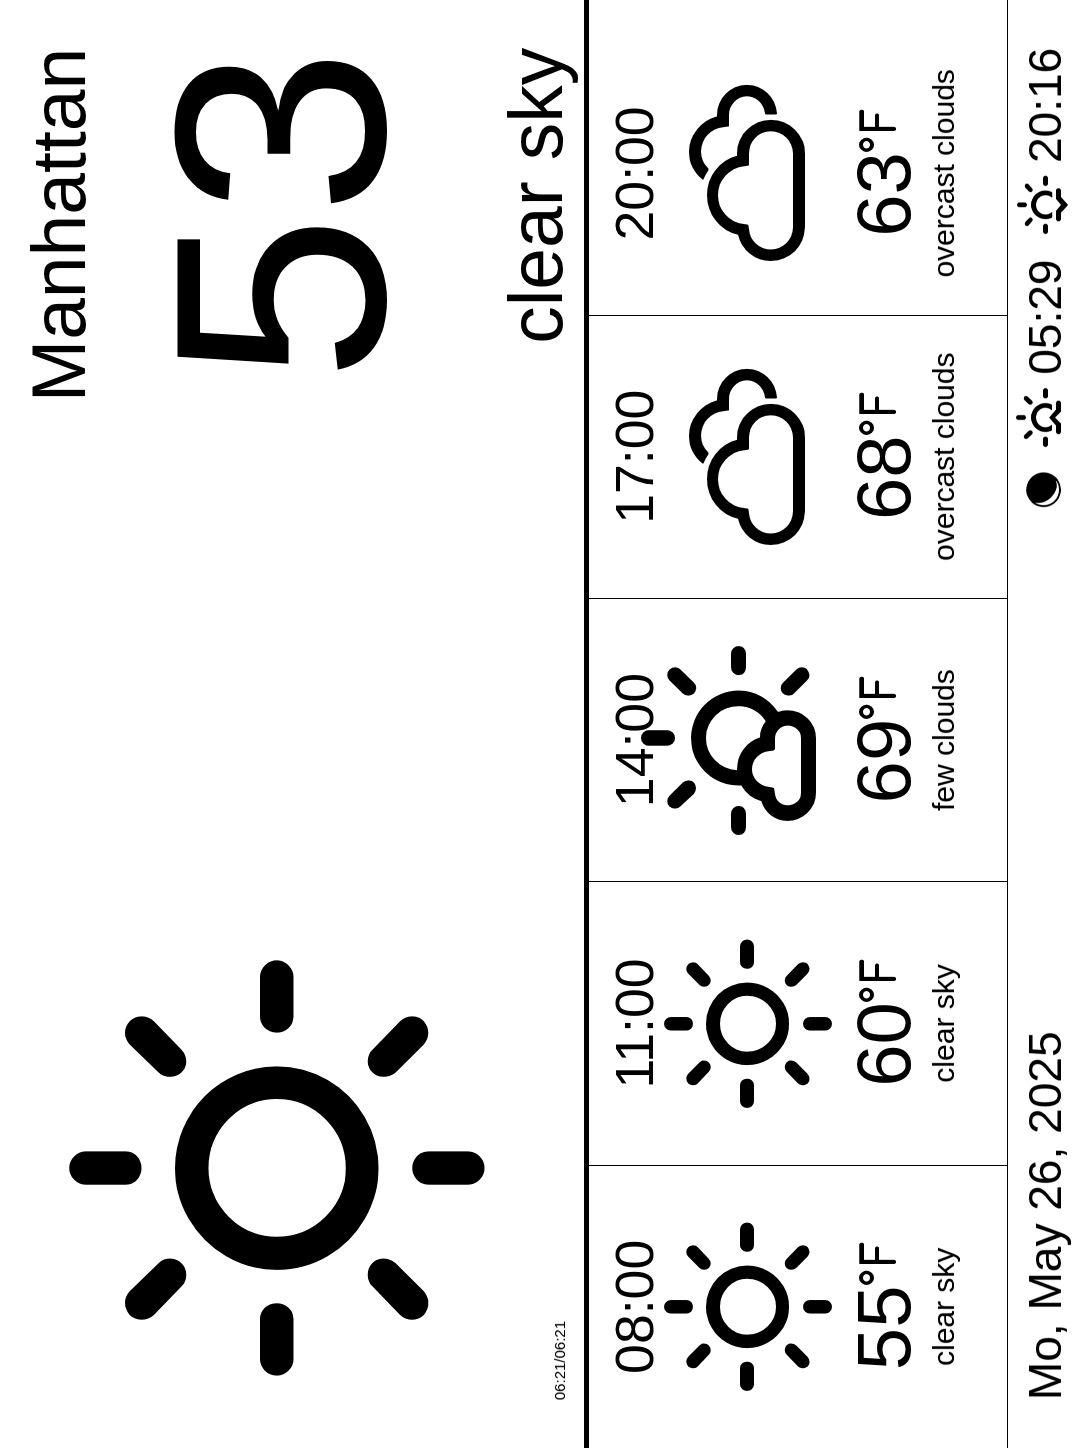 Manhattan
53
clear sky
06:21/06:21
08:00
55°F
clear sky
11:00
60°F
clear sky
14:00
69°F
few clouds
17:00
68°F
overcast clouds
20:00
63°F
overcast clouds
Mo, May 26, 2025
05:29
20:16